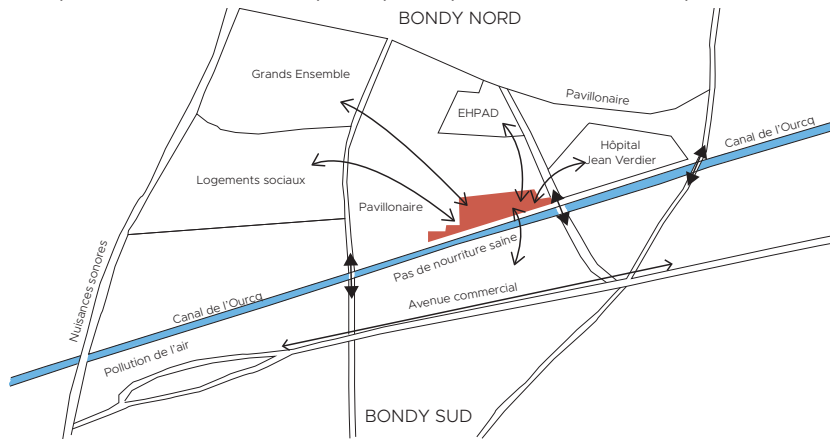 BONDY NORD
Grands Ensemble
Pavillonaire
EHPAD
Canal de l'Ourcq
Hôpital
Jean Verdier
Logements sociaux
Pavillonaire
Pas de nourriture saine
Nuisances sonores
Canal de l'Ourcq
Avenue commercial
Pollution de l'air
BONDY SUD